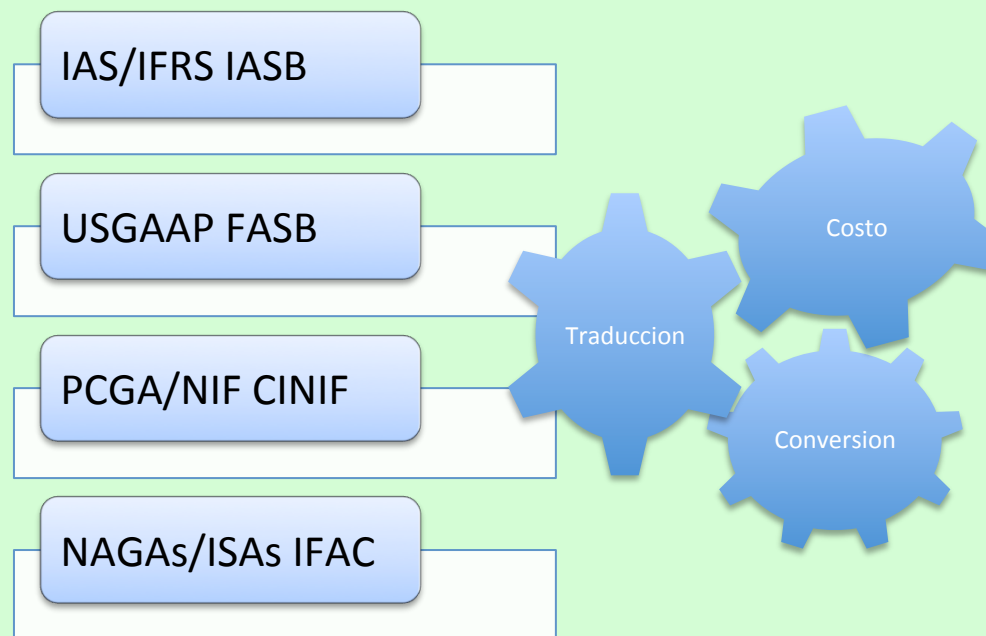 IAS/IFRS IASB
USGAAP FASB
PCGA/NIF CINIF
NAGAs/ISAs IFAC
Costo
Traduccion
Conversion